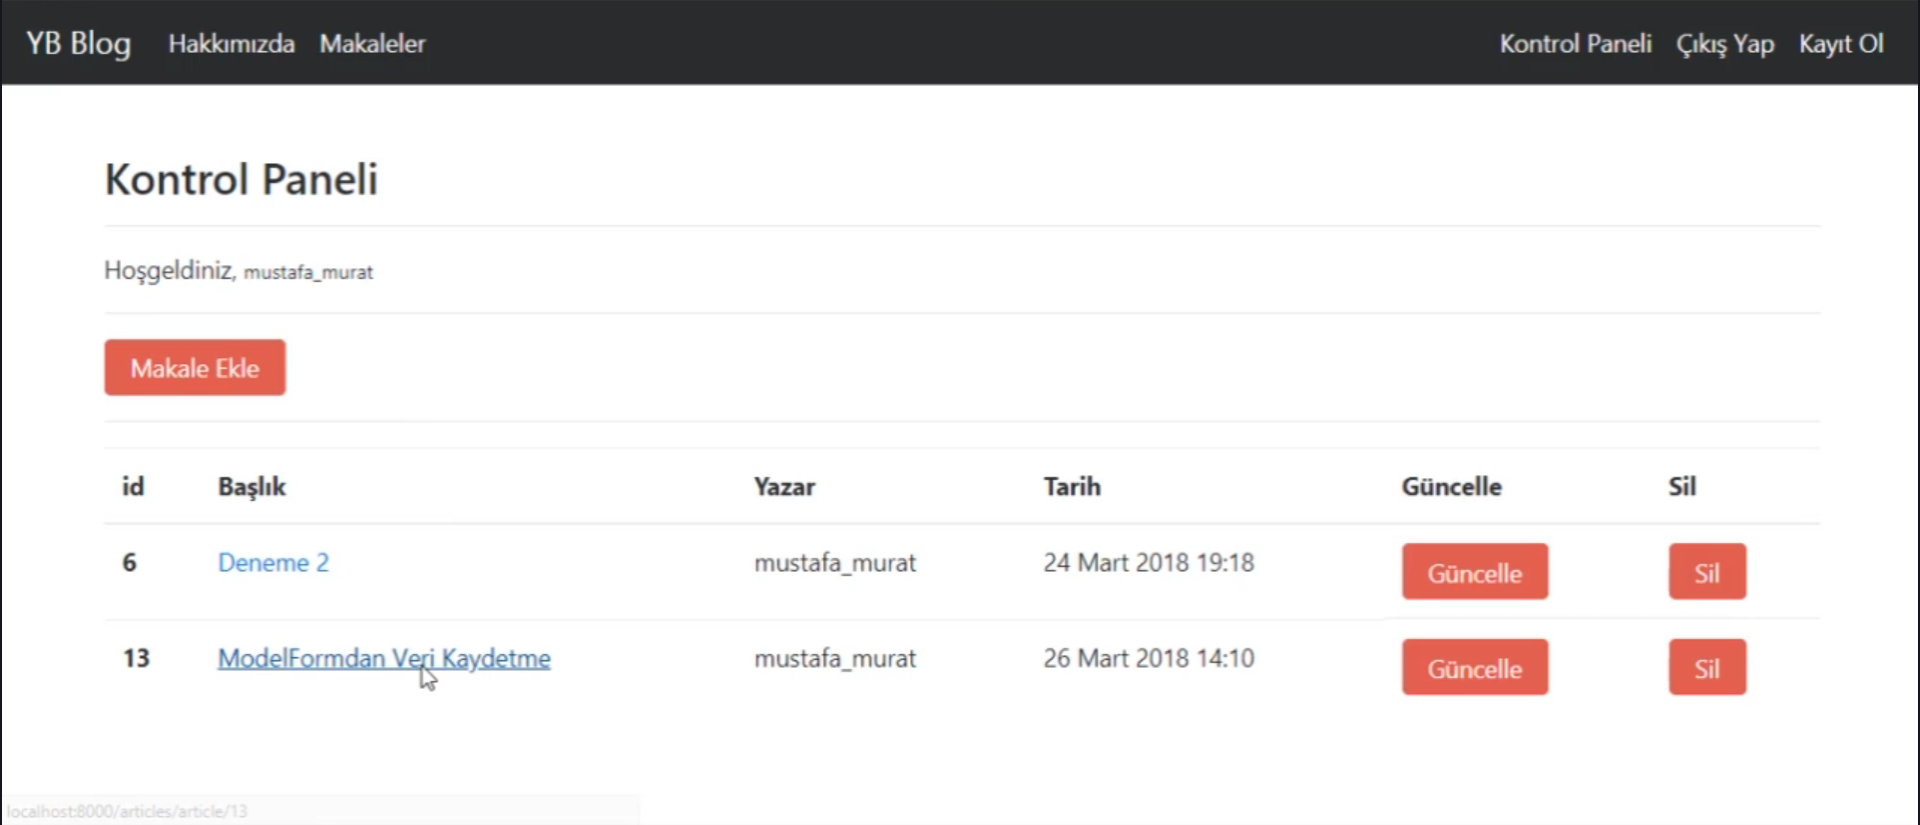 YB Blog Hakkımızda Makaleler Kontrol Paneli Çıkış Yap Kayıt Ol
Kontrol Paneli
Hoşgeldiniz, mustafa_murat
Makale Ekle
id Başlık Yazar Tarih Güncelle Sil
6 Deneme 2 mustafa_murat 24 Mart 2018 19:18 Güncelle Sil
13 ModelFormdan Veri Kaydetme mustafa_murat 26 Mart 2018 14:10 Güncelle Sil
localhost:8000/articles/article/13